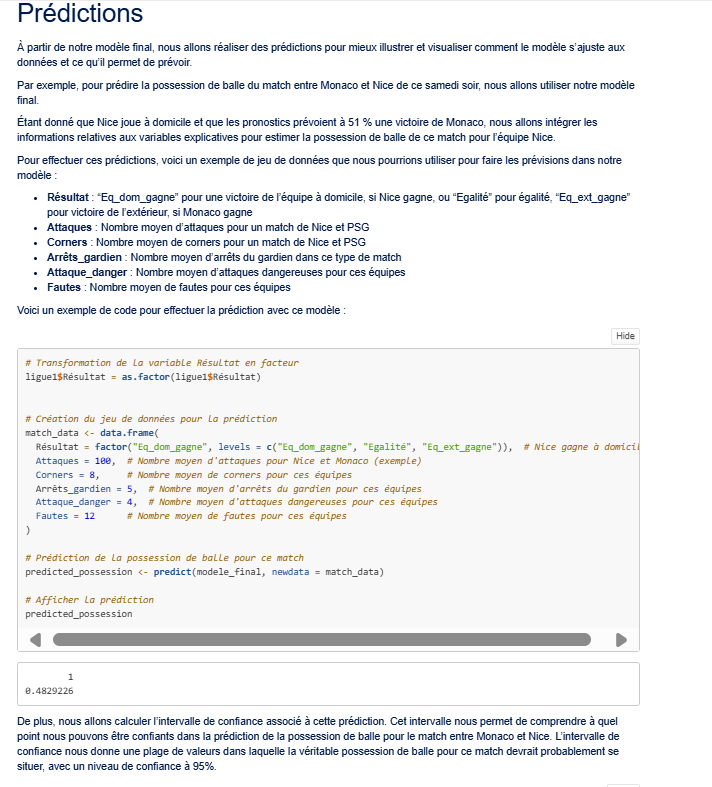 Prédictions
À partir de notre modèle final, nous allons réaliser des prédictions pour mieux illustrer et visualiser comment le modèle s'ajuste aux
données et ce qu'il permet de prévoir.
Par exemple, pour prédire la possession de balle du match entre Monaco et Nice de ce samedi soir, nous allons utiliser notre modèle
final.
Étant donné que Nice joue à domicile et que les pronostics prévoient à 51 % une victoire de Monaco, nous allons intégrer les
informations relatives aux variables explicatives pour estimer la possession de balle de ce match pour l'équipe Nice.
Pour effectuer ces prédictions, voici un exemple de jeu de données que nous pourrions utiliser pour faire les prévisions dans notre
modèle :
• Résultat : “Eq_dom_gagne” pour une victoire de l'équipe à domicile, si Nice gagne, ou “Egalité” pour égalité, “Eq_ext_gagne”
pour victoire de l'extérieur, si Monaco gagne
• Attaques : Nombre moyen d'attaques pour un match de Nice et PSG
• Corners : Nombre moyen de corners pour un match de Nice et PSG
• Arrêts_gardien : Nombre moyen d'arrêts du gardien dans ce type de match
• Attaque_danger : Nombre moyen d'attaques dangereuses pour ces équipes
• Fautes : Nombre moyen de fautes pour ces équipes
Voici un exemple de code pour effectuer la prédiction avec ce modèle :
Hide
# Transformation de la variable Résultat en facteur
ligue1$Résultat = as.factor(ligue1$Résultat)
# Création du jeu de données pour la prédiction
match_data <- data.frame(
Résultat = factor("Eq_dom_gagne", levels = c("Eq_dom_gagne", "Egalité", "Eq_ext_gagne")), # Nice gagne à domicil
Attaques = 100, # Nombre moyen d'attaques pour Nice et Monaco (exemple)
Corners = 8, # Nombre moyen de corners pour ces équipes
Arrêts_gardien = 5, # Nombre moyen d'arrêts du gardien pour ces équipes
Attaque_danger = 4, # Nombre moyen d'attaques dangereuses pour ces équipes
Fautes = 12 # Nombre moyen de fautes pour ces équipes
)
# Prédiction de la possession de balle pour ce match
predicted_possession <- predict(modele_final, newdata = match_data)
# Afficher la prédiction
predicted_possession
1
0.4829226
De plus, nous allons calculer l'intervalle de confiance associé à cette prédiction. Cet intervalle nous permet de comprendre à quel
point nous pouvons être confiants dans la prédiction de la possession de balle pour le match entre Monaco et Nice. L'intervalle de
confiance nous donne une plage de valeurs dans laquelle la véritable possession de balle pour ce match devrait probablement se
situer, avec un niveau de confiance à 95%.